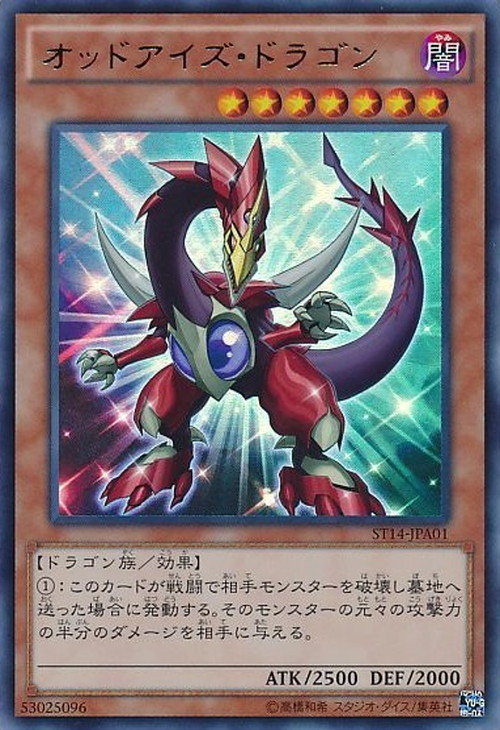 オッドアイズ・ドラゴン
闇
やみ
ST14-JPA01
【ドラゴン族／効果】
①：このカードが戦闘で相手モンスターを破壊し墓地へ
送った場合に発動する。そのモンスターの元々の攻撃力
の半分のダメージを相手に与える。
ATK/2500 DEF/2000
53025096
©高橋和希 スタジオ・ダイス/集英社